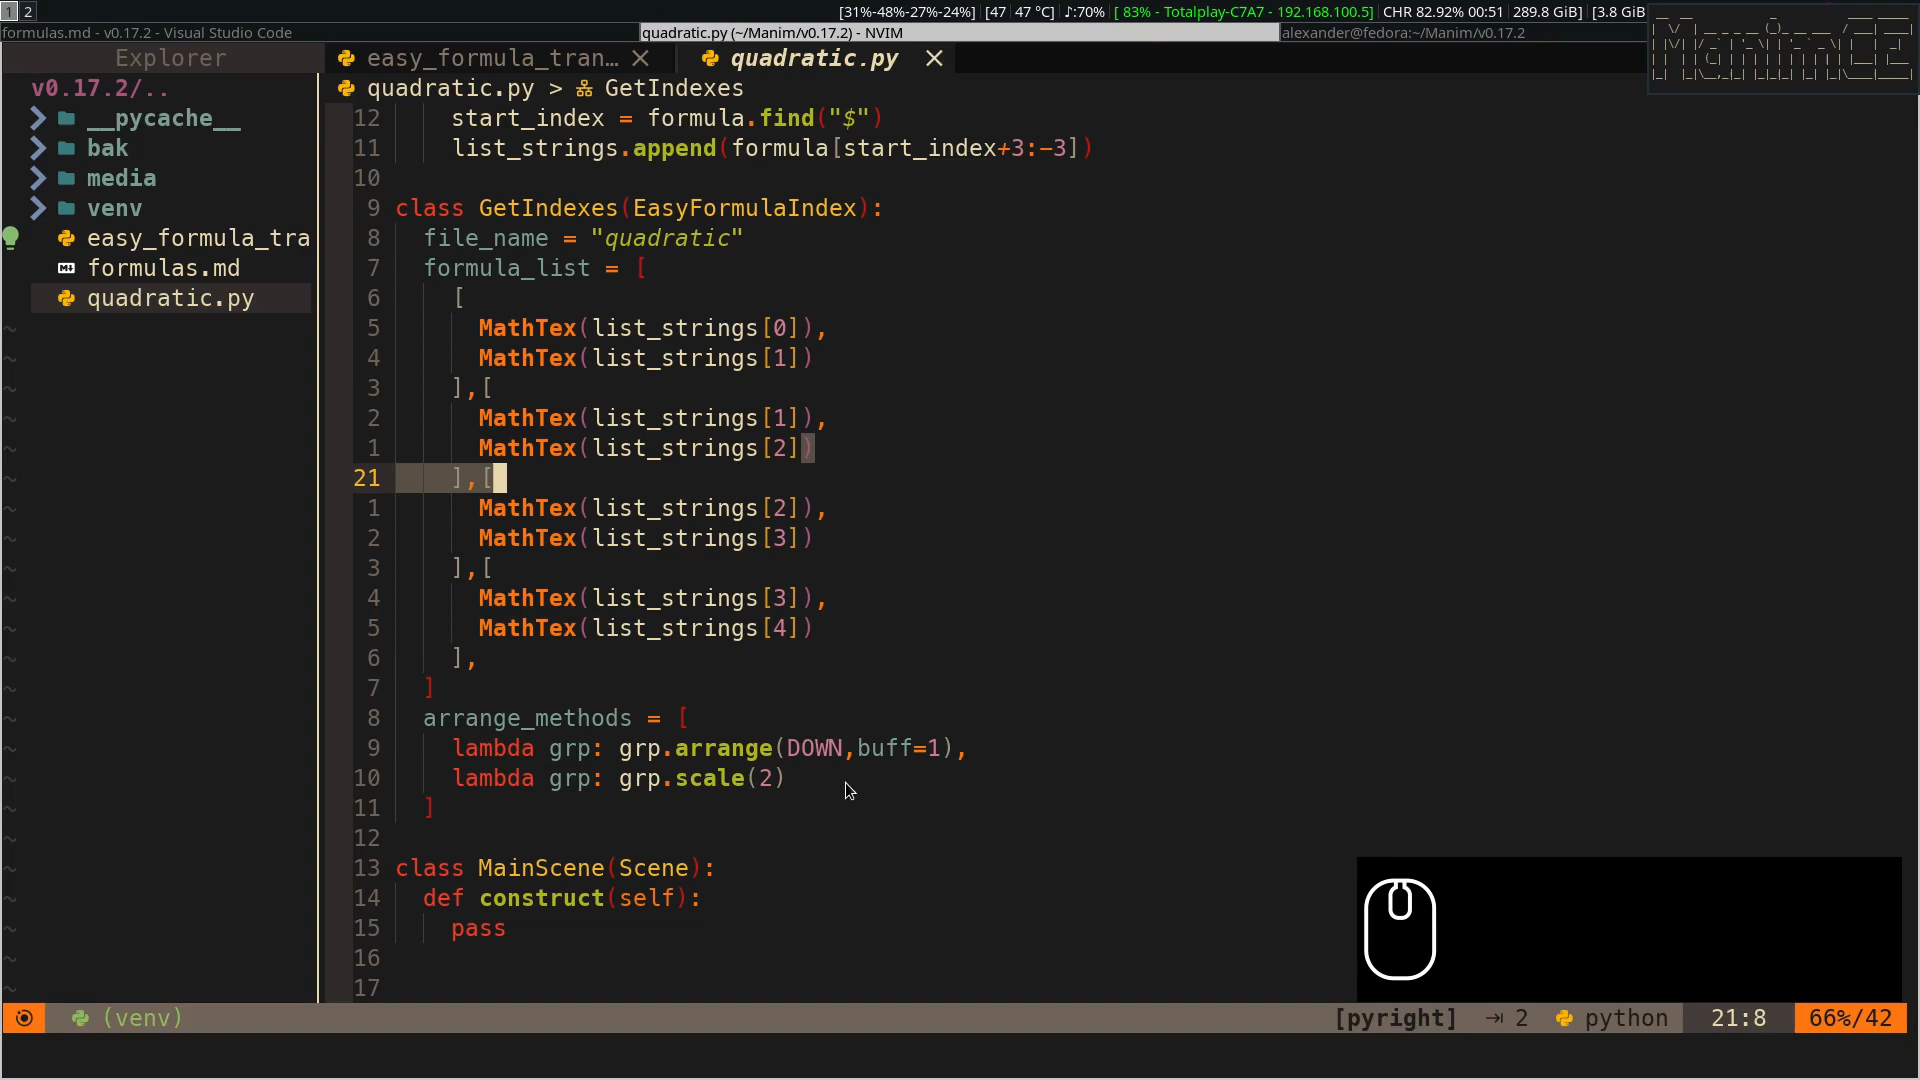 1 2 [31%-48%-27%-24%] [47 47 ºC] ♪:70% [ 83% - Totalplay-C7A7 - 192.168.100.5] CHR 82.92% 00:51 289.8 GiB] [3.8 GiB
formulas.md - v0.17.2 - Visual Studio Code quadratic.py (~/Manim/v0.17.2) - NVIM alexander@fedora:~/Manim/v0.17.2
Explorer easy_formula_tran… quadratic.py
v0.17.2/..
__pycache__
bak
media
venv
easy_formula_tra
formulas.md
quadratic.py
quadratic.py > GetIndexes
12 start_index = formula.find("$")
11 list_strings.append(formula[start_index+3:-3])
10
9 class GetIndexes(EasyFormulaIndex):
8 file_name = "quadratic"
7 formula_list = [
6 [
5 MathTex(list_strings[0]),
4 MathTex(list_strings[1])
3 ],[
2 MathTex(list_strings[1]),
1 MathTex(list_strings[2])
21 ],[
1 MathTex(list_strings[2]),
2 MathTex(list_strings[3])
3 ],[
4 MathTex(list_strings[3]),
5 MathTex(list_strings[4])
6 ],
7 ]
8 arrange_methods = [
9 lambda grp: grp.arrange(DOWN,buff=1),
10 lambda grp: grp.scale(2)
11 ]
12
13 class MainScene(Scene):
14 def construct(self):
15 pass
16
17
(venv) [pyright] ⇥ 2 python 21:8 66%/42